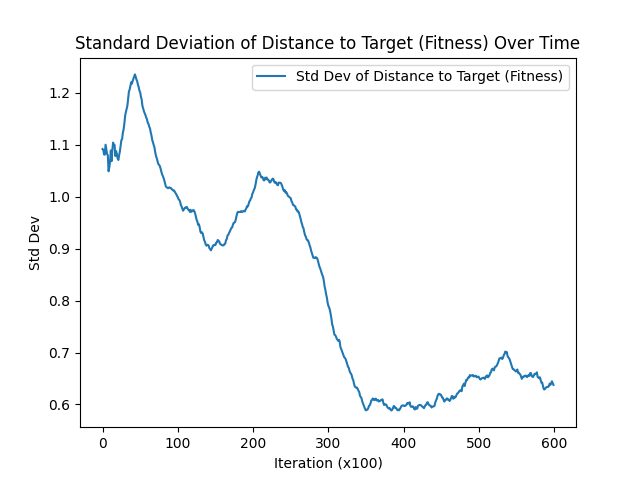 Standard Deviation of Distance to Target (Fitness) Over Time
Std Dev of Distance to Target (Fitness)
Std Dev
1.2
1.1
1.0
0.9
0.8
0.7
0.6
0 100 200 300 400 500 600
Iteration (x100)